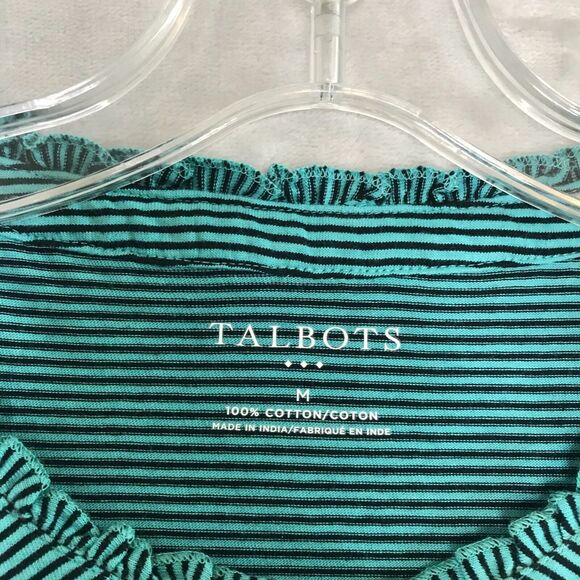 TALBOTS
M
100% COTTON/COTON
MADE IN INDIA/FABRIQUÉ EN INDE